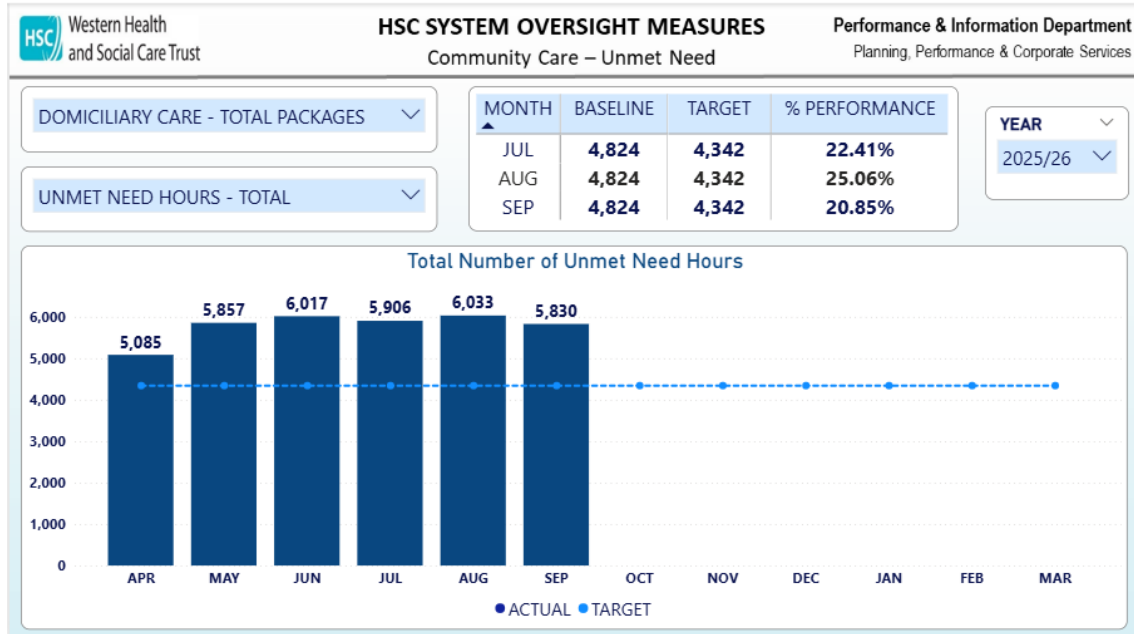 HSC
Western Health
and Social Care Trust
HSC SYSTEM OVERSIGHT MEASURES
Community Care – Unmet Need
Performance & Information Department
Planning, Performance & Corporate Services
DOMICILIARY CARE - TOTAL PACKAGES
UNMET NEED HOURS - TOTAL
MONTH BASELINE TARGET % PERFORMANCE
JUL 4,824 4,342 22.41%
AUG 4,824 4,342 25.06%
SEP 4,824 4,342 20.85%
YEAR
2025/26
Total Number of Unmet Need Hours
6,000
5,000
4,000
3,000
2,000
1,000
0
5,085
5,857
6,017
5,906
6,033
5,830
APR MAY JUN JUL AUG SEP OCT NOV DEC JAN FEB MAR
ACTUAL TARGET